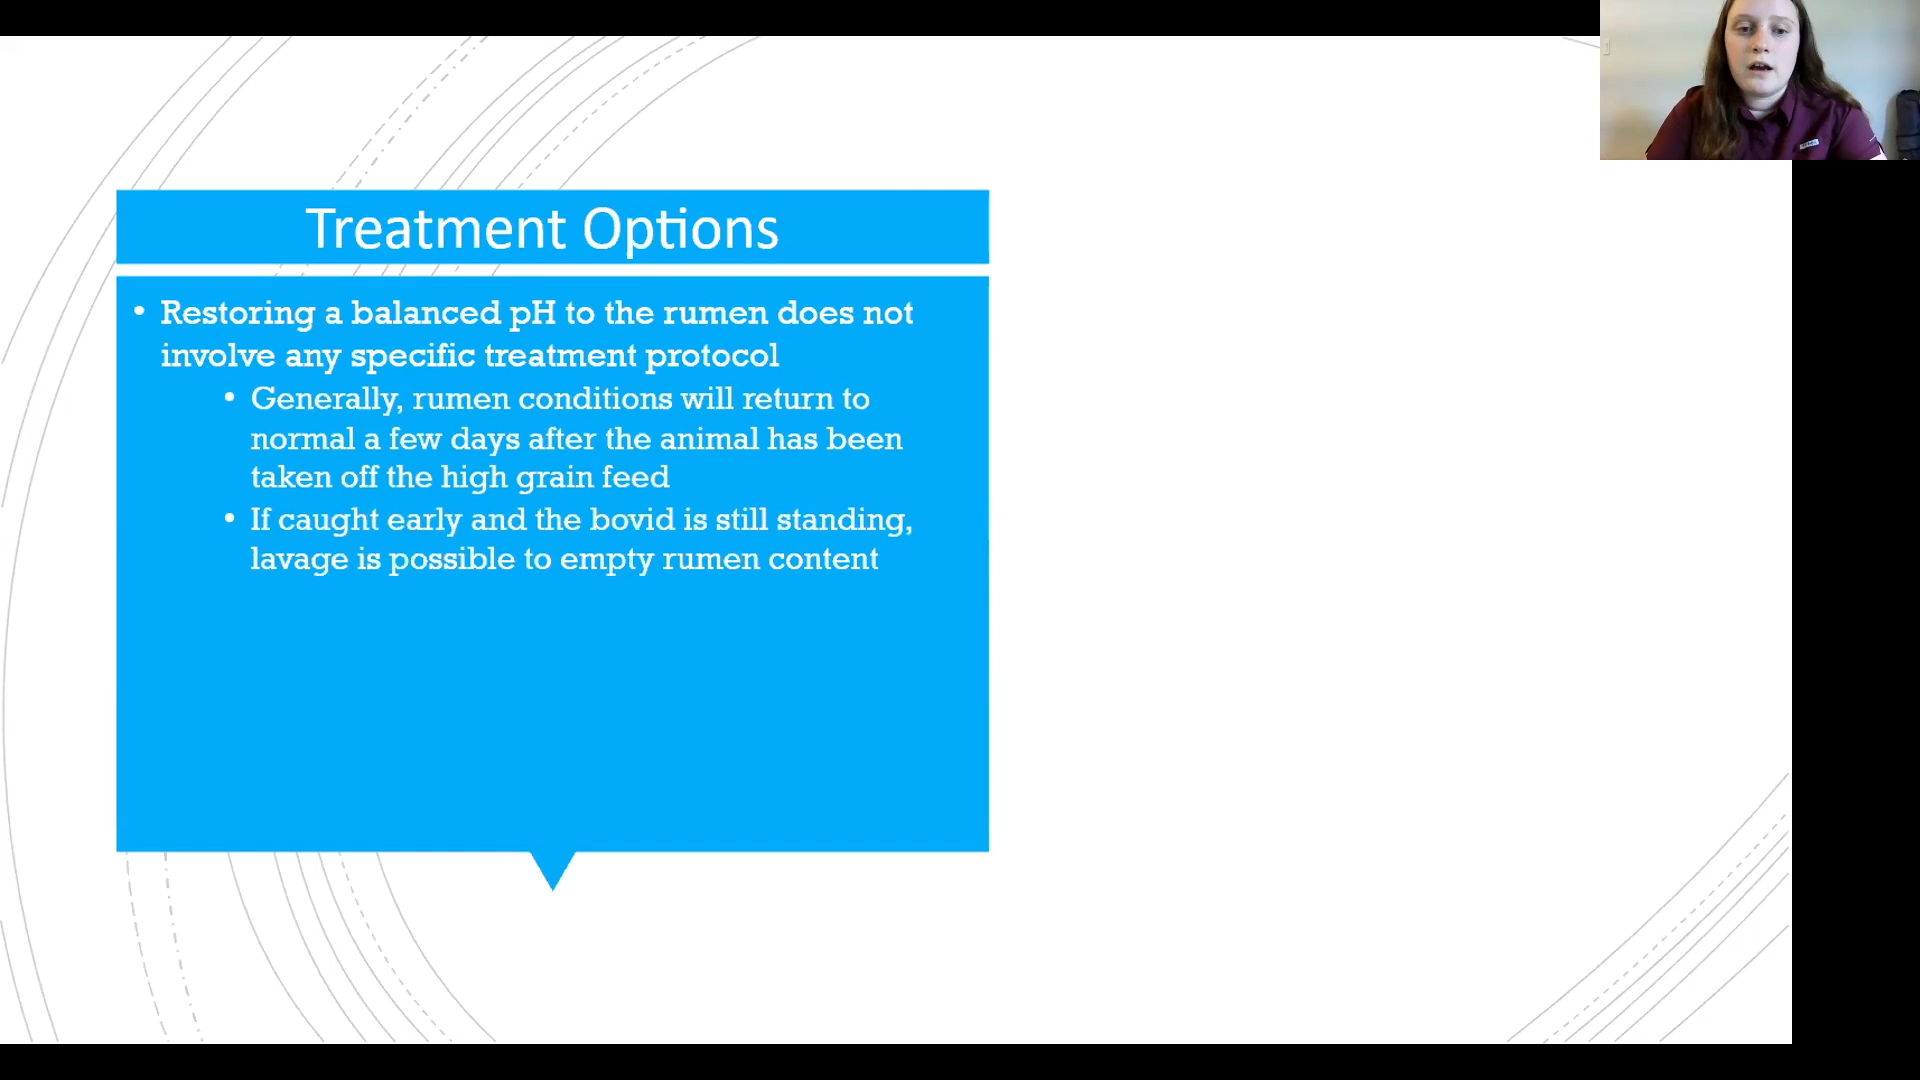 Treatment Options
• Restoring a balanced pH to the rumen does not
involve any specific treatment protocol
• Generally, rumen conditions will return to
normal a few days after the animal has been
taken off the high grain feed
• If caught early and the bovid is still standing,
lavage is possible to empty rumen content